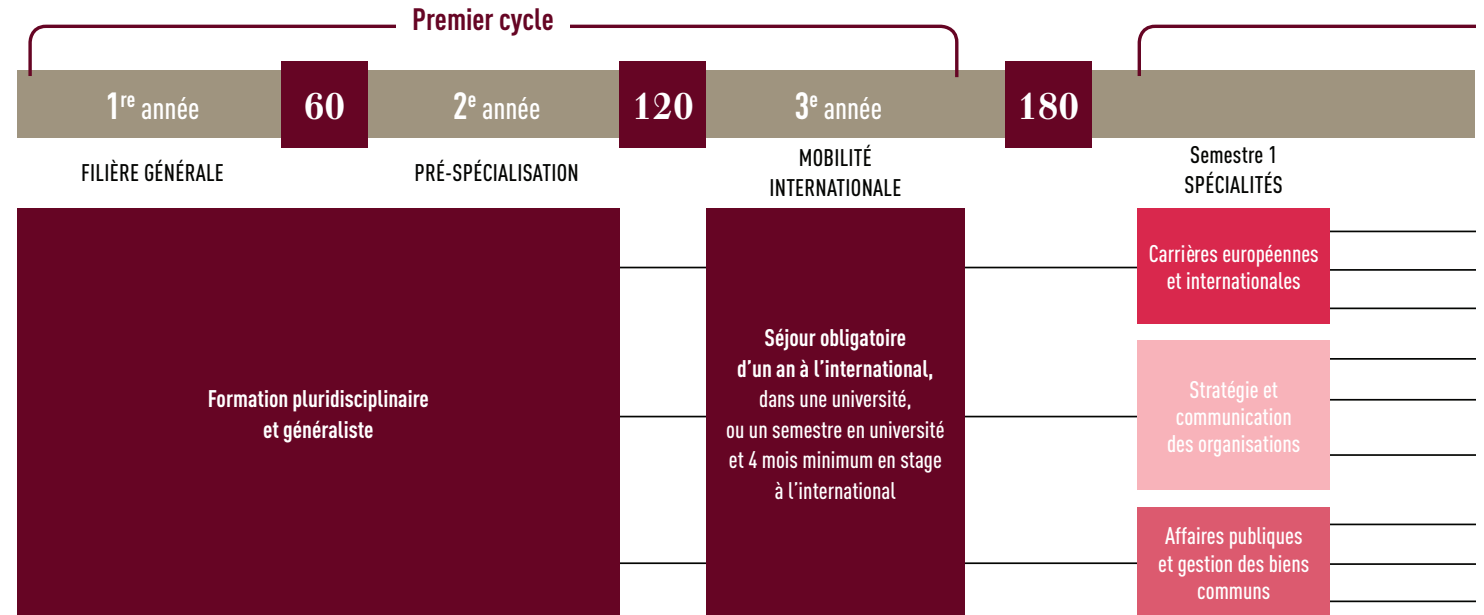 Premier cycle
1re année 60 2e année 120 3e année 180
FILIÈRE GÉNÉRALE
PRÉ-SPÉCIALISATION
MOBILITÉ
INTERNATIONALE
Semestre 1
SPÉCIALITÉS
Formation pluridisciplinaire
et généraliste
Séjour obligatoire
d'un an à l'international,
dans une université,
ou un semestre en université
et 4 mois minimum en stage
à l'international
Carrières européennes
et internationales
Stratégie et
communication
des organisations
Affaires publiques
et gestion des biens
communs